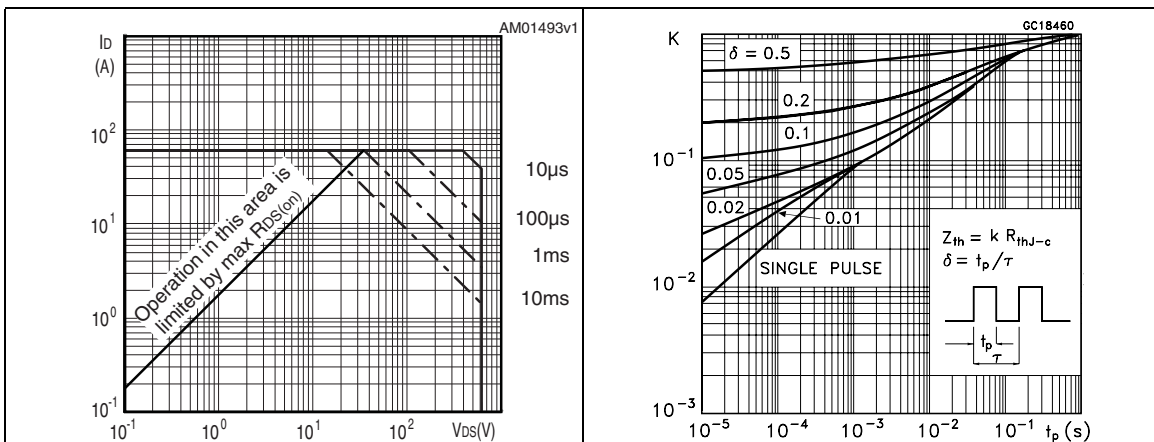 AM01493v1
ID
(A)
10²
10¹
10⁰
10⁻¹
10⁻¹
10⁰
10¹
10²
VDS(V)
Operation in this area is
limited by max RDS(on)
10µs
100µs
1ms
10ms
GC18460
K
δ = 0.5
0.2
0.1
0.05
0.02
0.01
SINGLE PULSE
10⁻¹
10⁻²
10⁻³
10⁻⁵
10⁻⁴
10⁻³
10⁻²
10⁻¹
tp (s)
Zth = k RthJ-c
δ = tp/τ
tp
τ